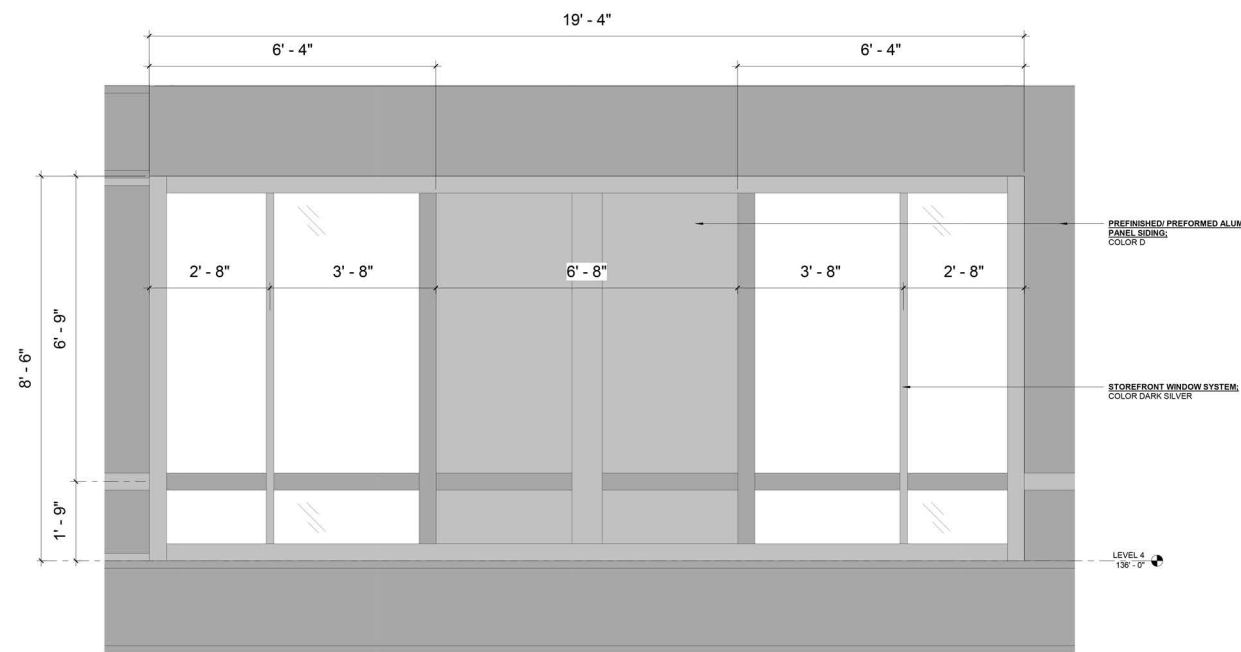 19' - 4"
6' - 4"
6' - 4"
PREFINISHED/ PREFORMED ALUM
PANEL SIDING;
COLOR D
2' - 8"
3' - 8"
6' - 8"
3' - 8"
2' - 8"
6' - 9"
8' - 6"
STOREFRONT WINDOW SYSTEM;
COLOR DARK SILVER
1' - 9"
LEVEL 4
136' - 0"